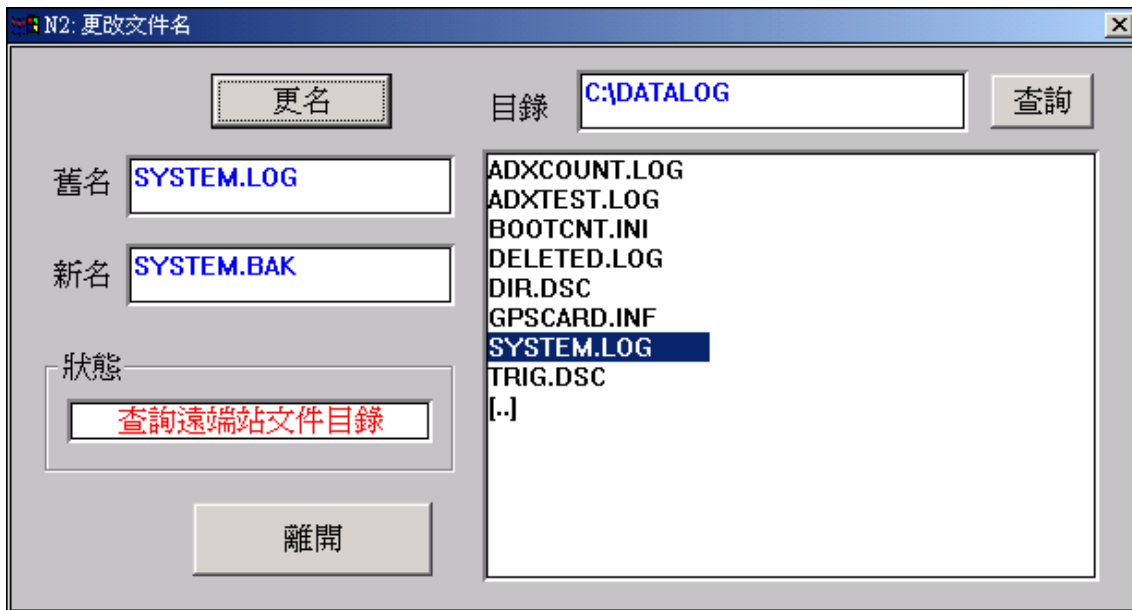 N2: 更改文件名
更名
目錄
C:\DATALOG
查詢
舊名
SYSTEM.LOG
新名
SYSTEM.BAK
狀態
查詢遠端站文件目錄
離開
ADXCOUNT.LOG
ADXTEST.LOG
BOOTCNT.INI
DELETED.LOG
DIR.DSC
GPSCARD.INF
SYSTEM.LOG
TRIG.DSC
[..]